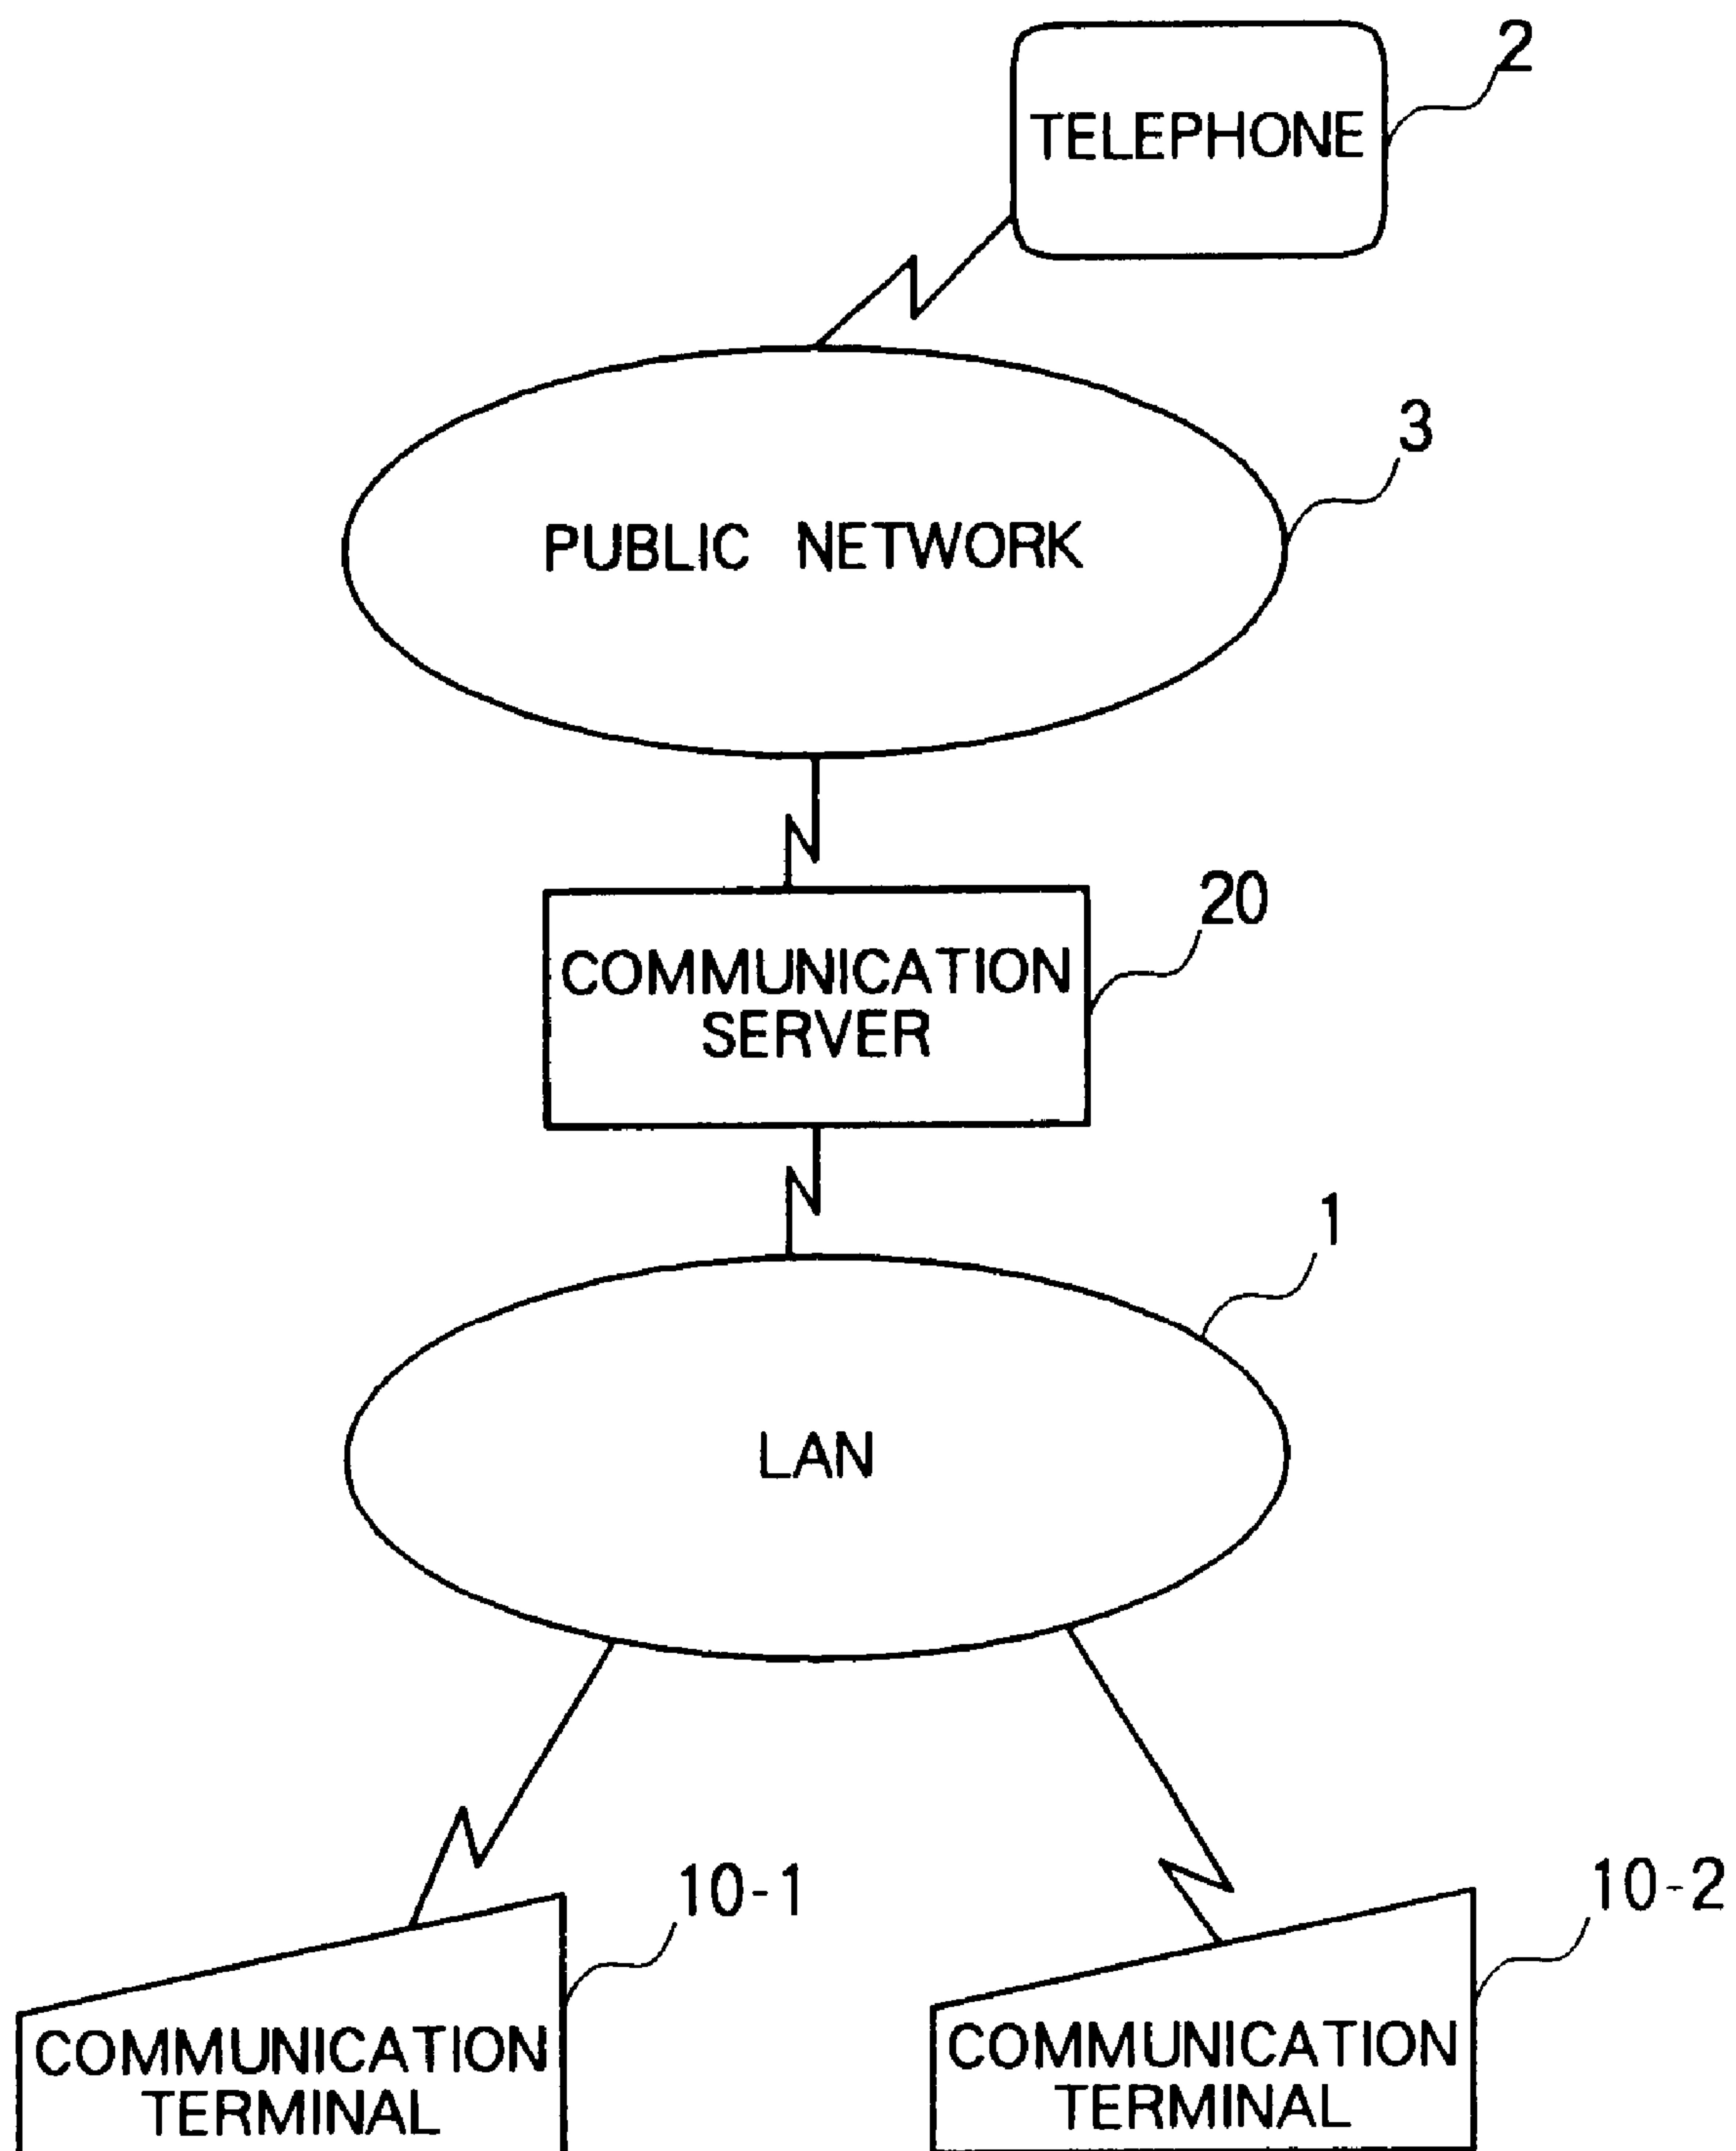 2
TELEPHONE
3
PUBLIC NETWORK
20
COMMUNICATION
SERVER
1
LAN
10-1
10-2
COMMUNICATION
TERMINAL
COMMUNICATION
TERMINAL